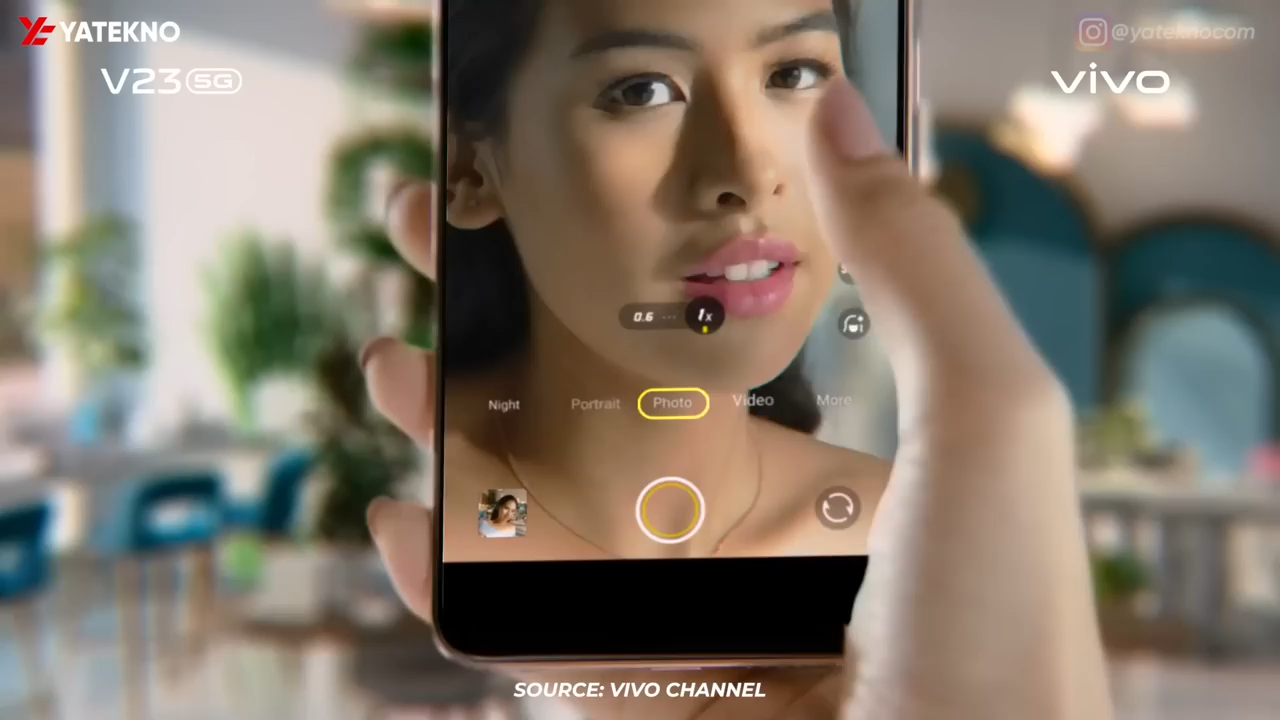 YATEKNO
@yateknocom
V23 5G
vivo
0.6
1x
Night
Portrait
Photo
Video
More
SOURCE: VIVO CHANNEL